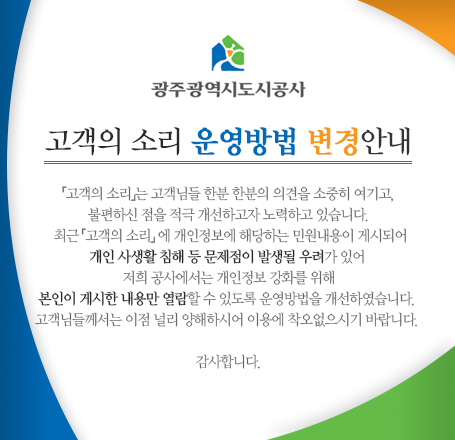 광주광역시도시공사
고객의 소리 운영방법 변경안내
『고객의 소리』는 고객님들 한분 한분의 의견을 소중히 여기고,
불편하신 점을 적극 개선하고자 노력하고 있습니다.
최근 『고객의 소리』 에 개인정보에 해당하는 민원내용이 게시되어
개인 사생활 침해 등 문제점이 발생될 우려가 있어
저희 공사에서는 개인정보 강화를 위해
본인이 게시한 내용만 열람할 수 있도록 운영방법을 개선하였습니다.
고객님들께서는 이점 널리 양해하시어 이용에 착오없으시기 바랍니다.
감사합니다.